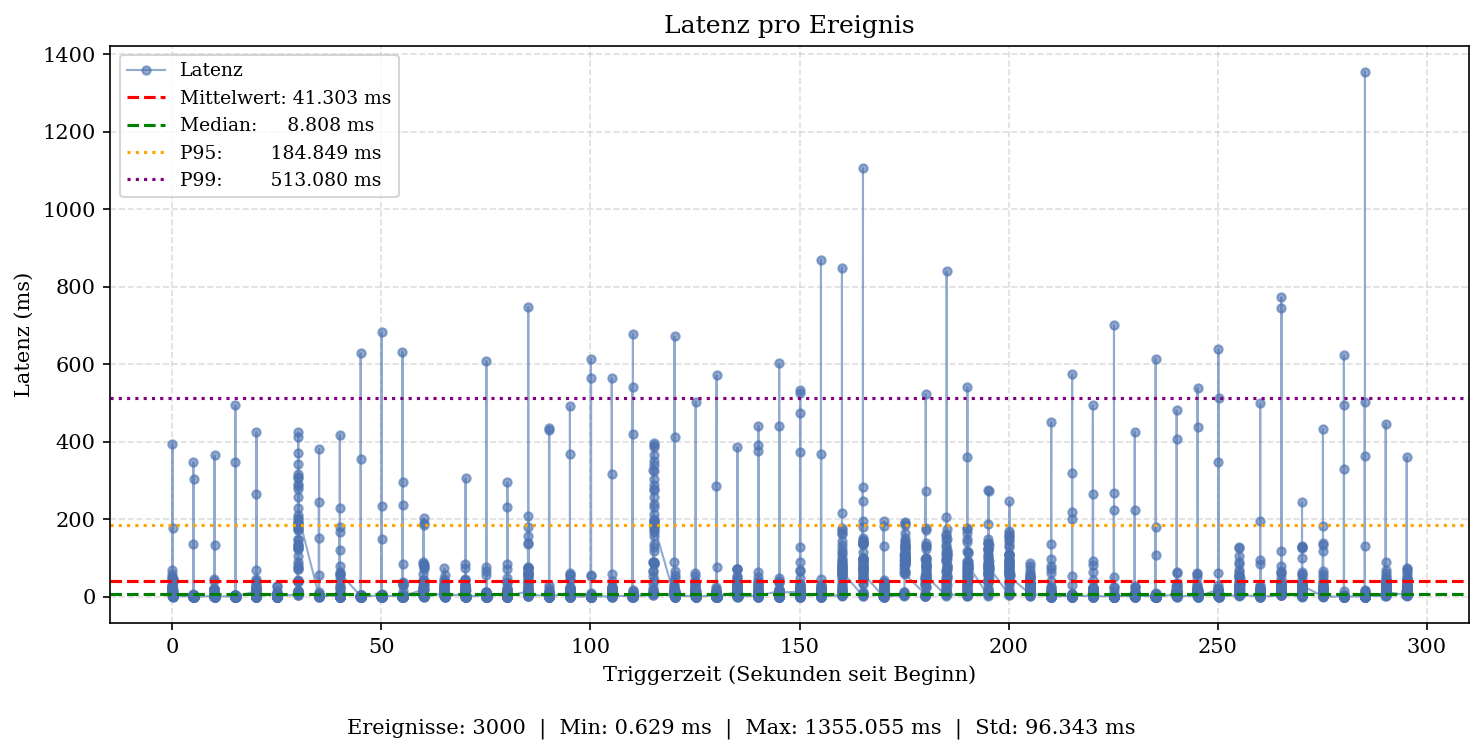 Latenz pro Ereignis
1400
1200
1000
800
600
400
200
0
Latenz (ms)
Latenz
Mittelwert: 41.303 ms
Median: 8.808 ms
P95: 184.849 ms
P99: 513.080 ms
0 50 100 150 200 250 300
Triggerzeit (Sekunden seit Beginn)
Ereignisse: 3000 | Min: 0.629 ms | Max: 1355.055 ms | Std: 96.343 ms